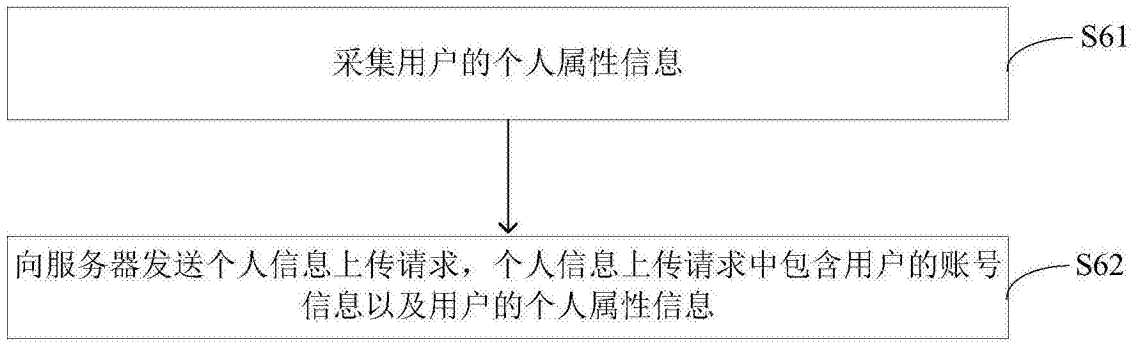 采集用户的个人属性信息
S61
向服务器发送个人信息上传请求，个人信息上传请求中包含用户的账号
信息以及用户的个人属性信息
S62